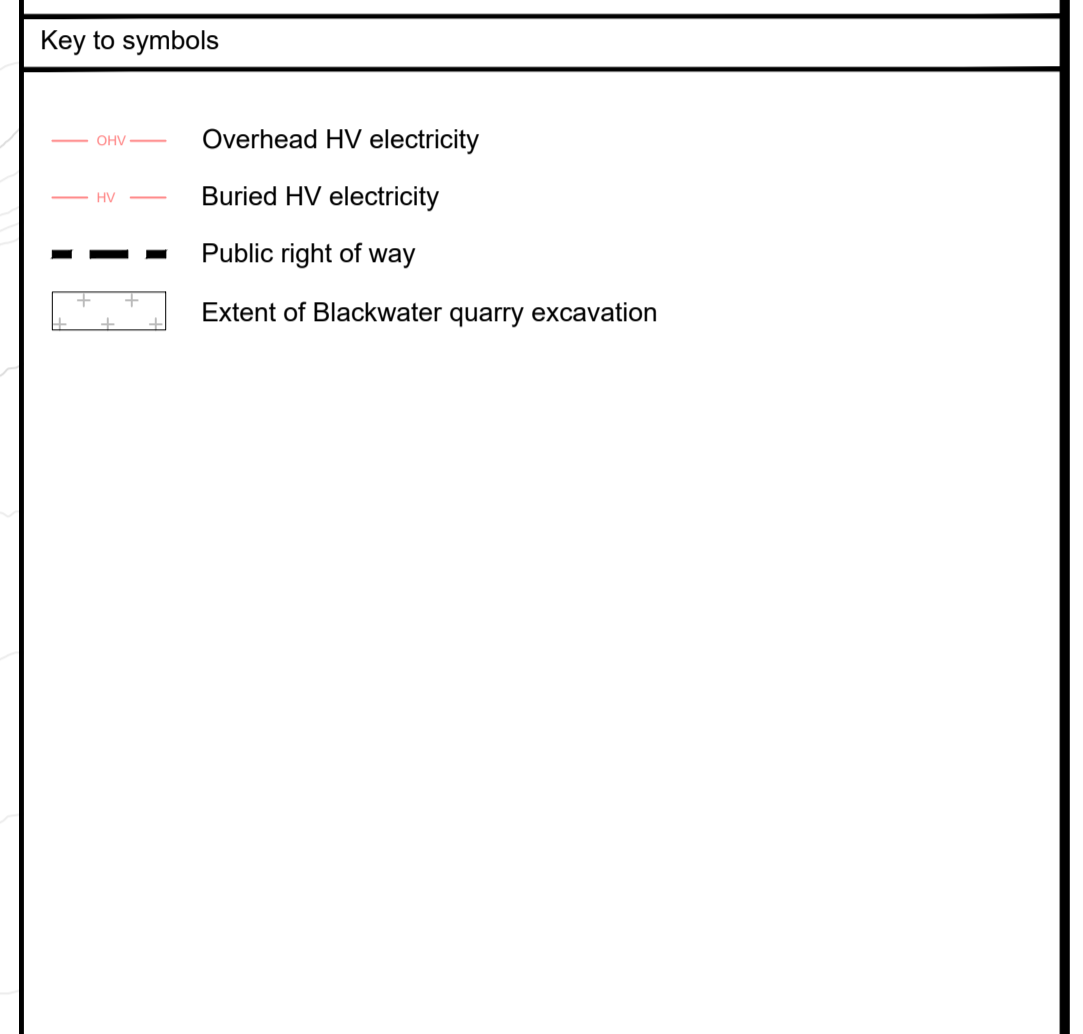 Key to symbols
OHV Overhead HV electricity
HV Buried HV electricity
Public right of way
Extent of Blackwater quarry excavation